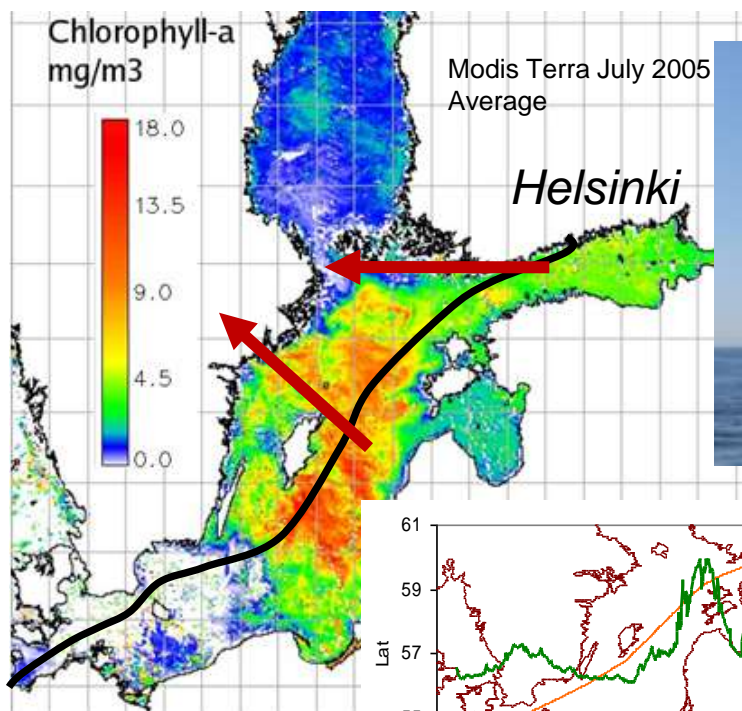 Chlorophyll-a
mg/m3
Modis Terra July 2005
Average
18.0
13.5
9.0
4.5
0.0
Helsinki
61
59
57
Lat